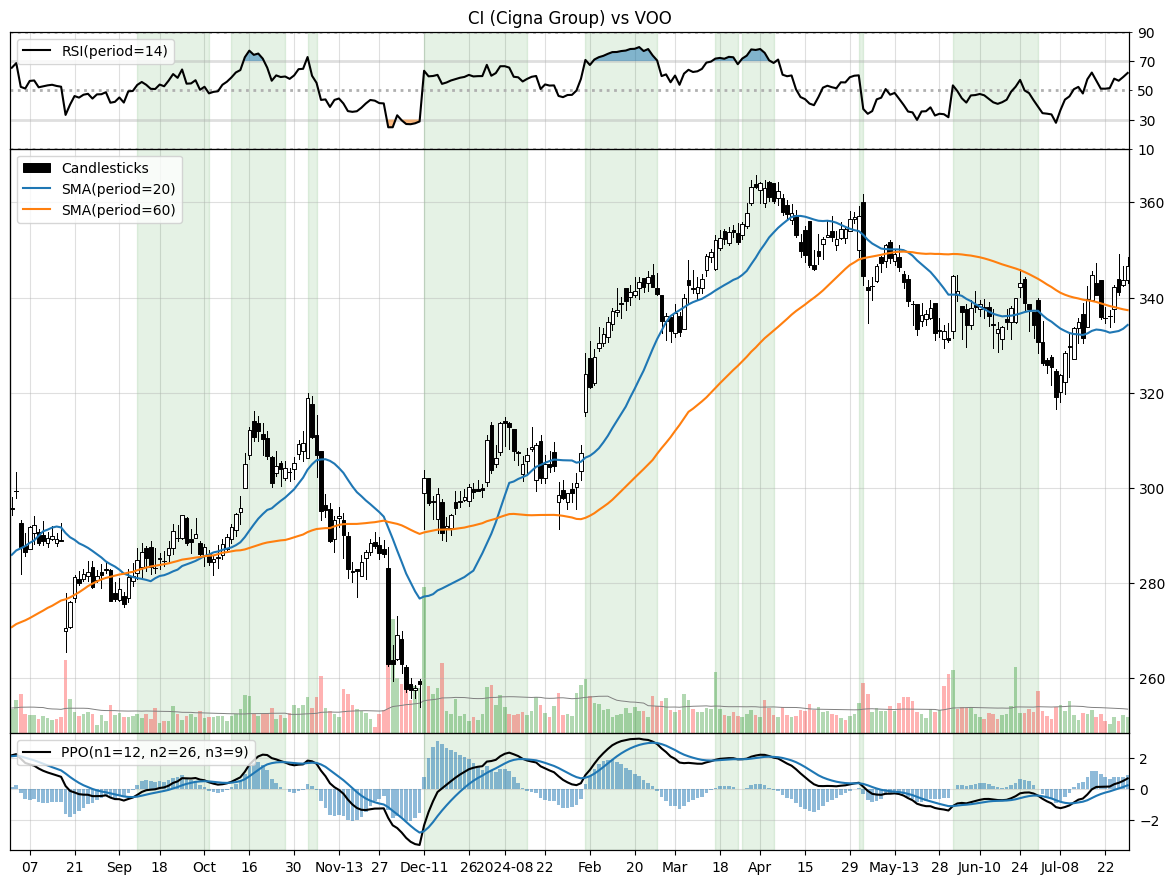 CI (Cigna Group) vs VOO
RSI(period=14)
90
70
50
30
10
Candlesticks
SMA(period=20)
SMA(period=60)
360
340
320
300
280
260
PPO(n1=12, n2=26, n3=9)
2
0
−2
07 21 Sep 18 Oct 16 30 Nov-13 27 Dec-11 26 2024-08 22 Feb 20 Mar 18 Apr 15 29 May-13 28 Jun-10 24 Jul-08 22